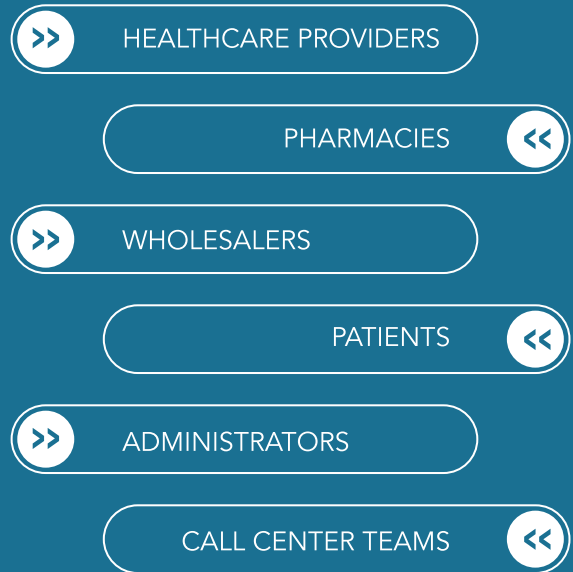 HEALTHCARE PROVIDERS
PHARMACIES
WHOLESALERS
PATIENTS
ADMINISTRATORS
CALL CENTER TEAMS